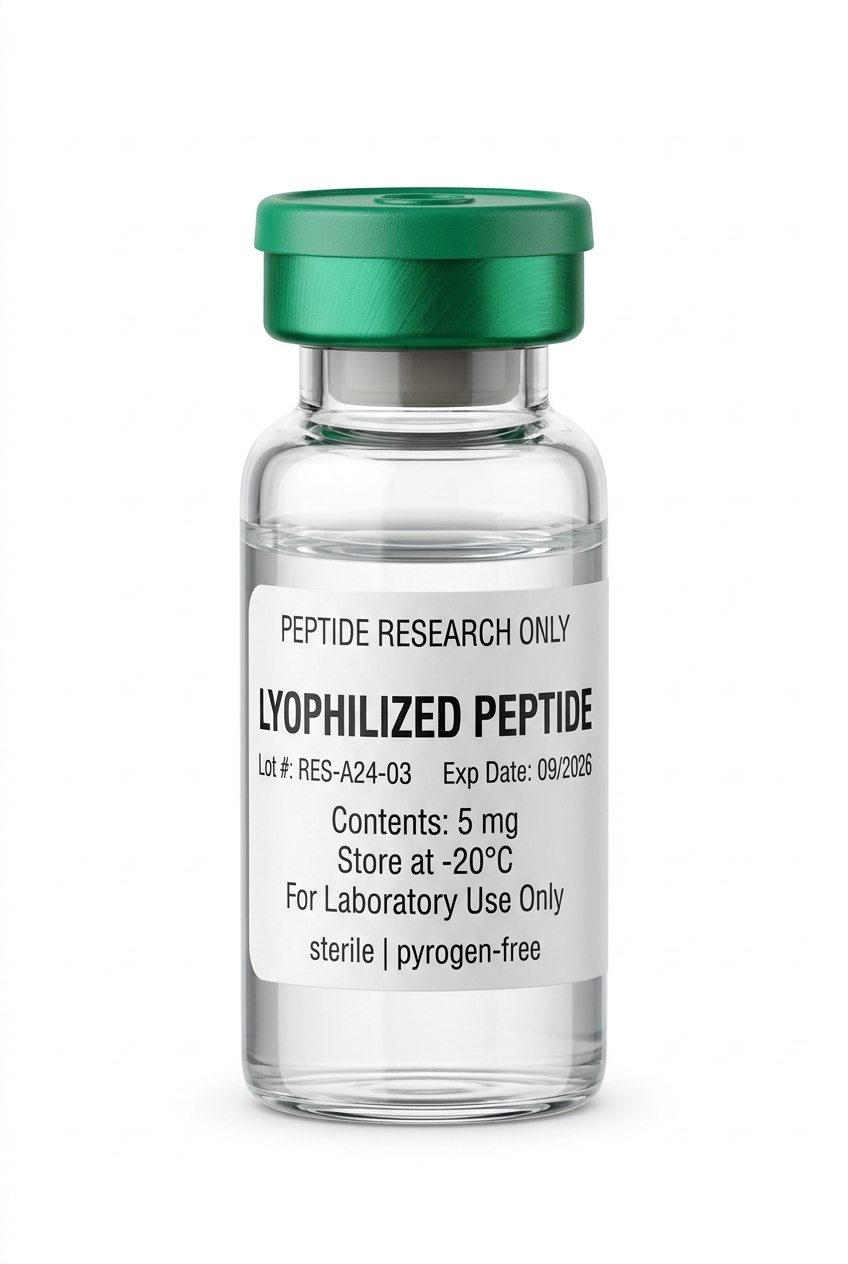 PEPTIDE RESEARCH ONLY
LYOPHILIZED PEPTIDE
Lot #: RES-A24-03 Exp Date: 09/2026
Contents: 5 mg
Store at -20°C
For Laboratory Use Only
sterile | pyrogen-free